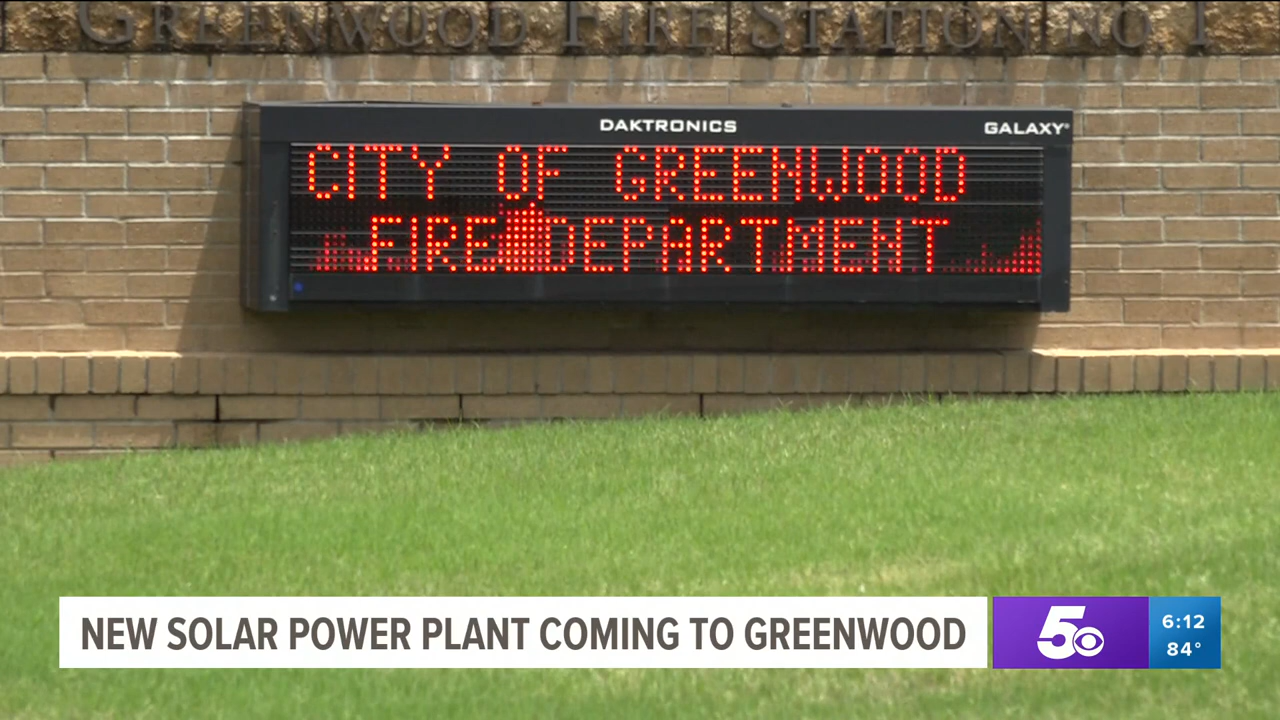 GREENWOOD FIRE STATION NO 1
DAKTRONICS
GALAXY®
CITY OF GREENWOOD
FIRE DEPARTMENT
NEW SOLAR POWER PLANT COMING TO GREENWOOD
5
6:12
84°